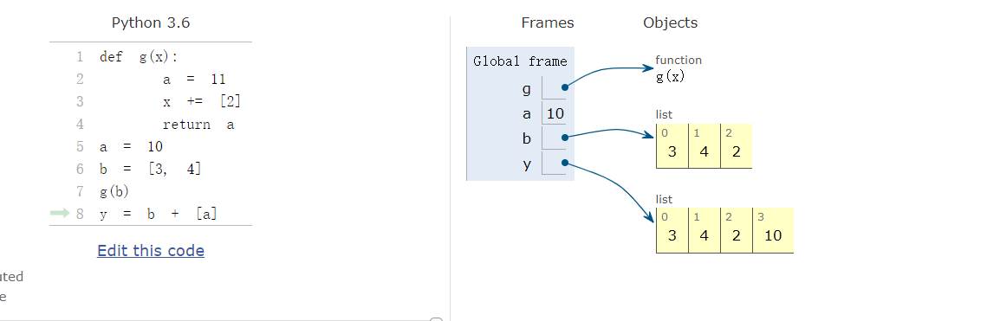 Python 3.6
1 def g(x):
2 a = 11
3 x += [2]
4 return a
5 a = 10
6 b = [3, 4]
7 g(b)
8 y = b + [a]
Edit this code
Frames Objects
Global frame
g
a 10
b
y
function
g(x)
list
0 1 2
3 4 2
list
0 1 2 3
3 4 2 10